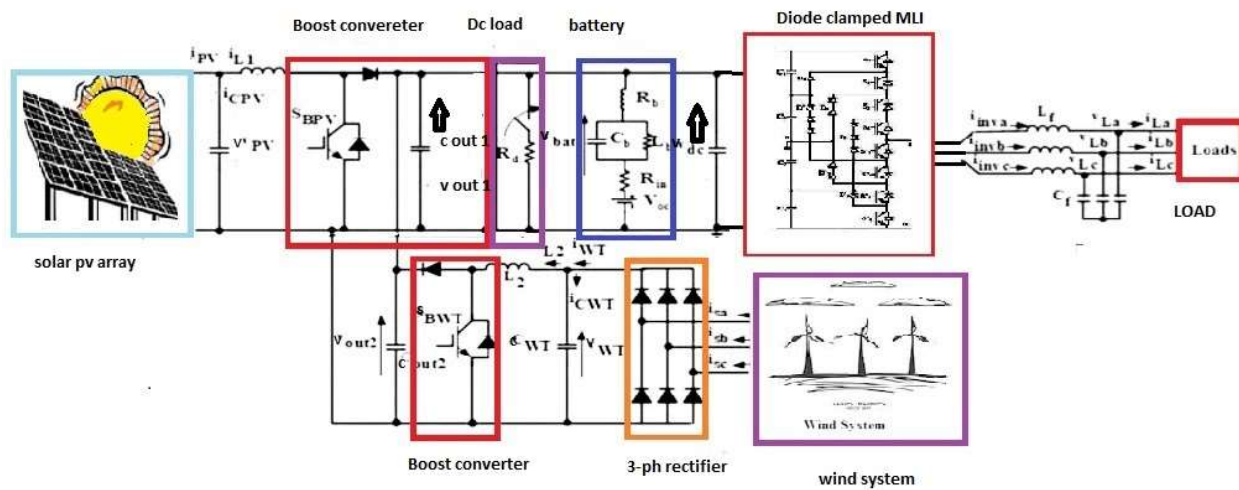 Boost convereter
Dc load
battery
Diode clamped MLI
i PV
i L1
i CPV
S BPV
V PV
c out 1
v out 1
R d
V bat
R b
C b
L b
V dc
R in
V oc
i inva
i invb
i invc
L f
v La
v Lb
v Lc
i La
i Lb
i Lc
C f
Loads
LOAD
solar pv array
L2
i WT
L 2
i CWT
S BWT
V out2
C out2
C WT
V WT
i sa
i sb
i sc
Wind System
Boost converter
3-ph rectifier
wind system